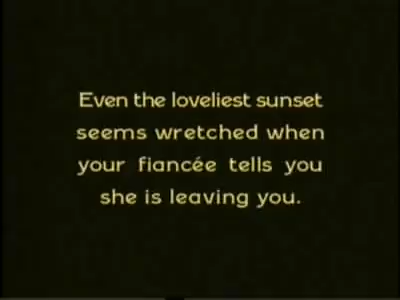 Even the loveliest sunset
seems wretched when
your fiancée tells you
she is leaving you.